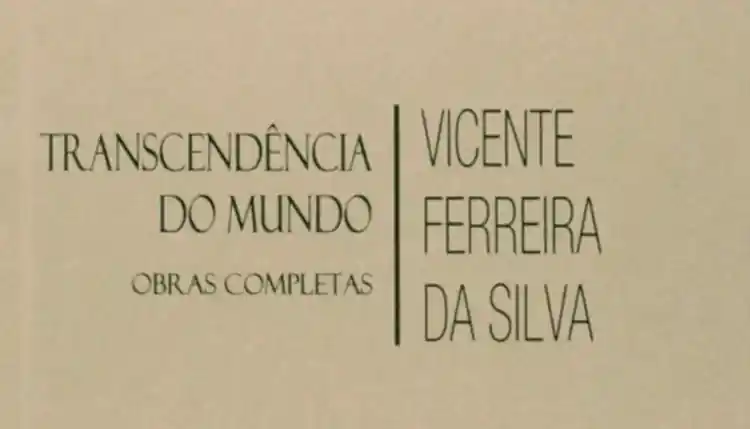 TRANSCENDÊNCIA
DO MUNDO
OBRAS COMPLETAS
VICENTE
FERREIRA
DA SILVA